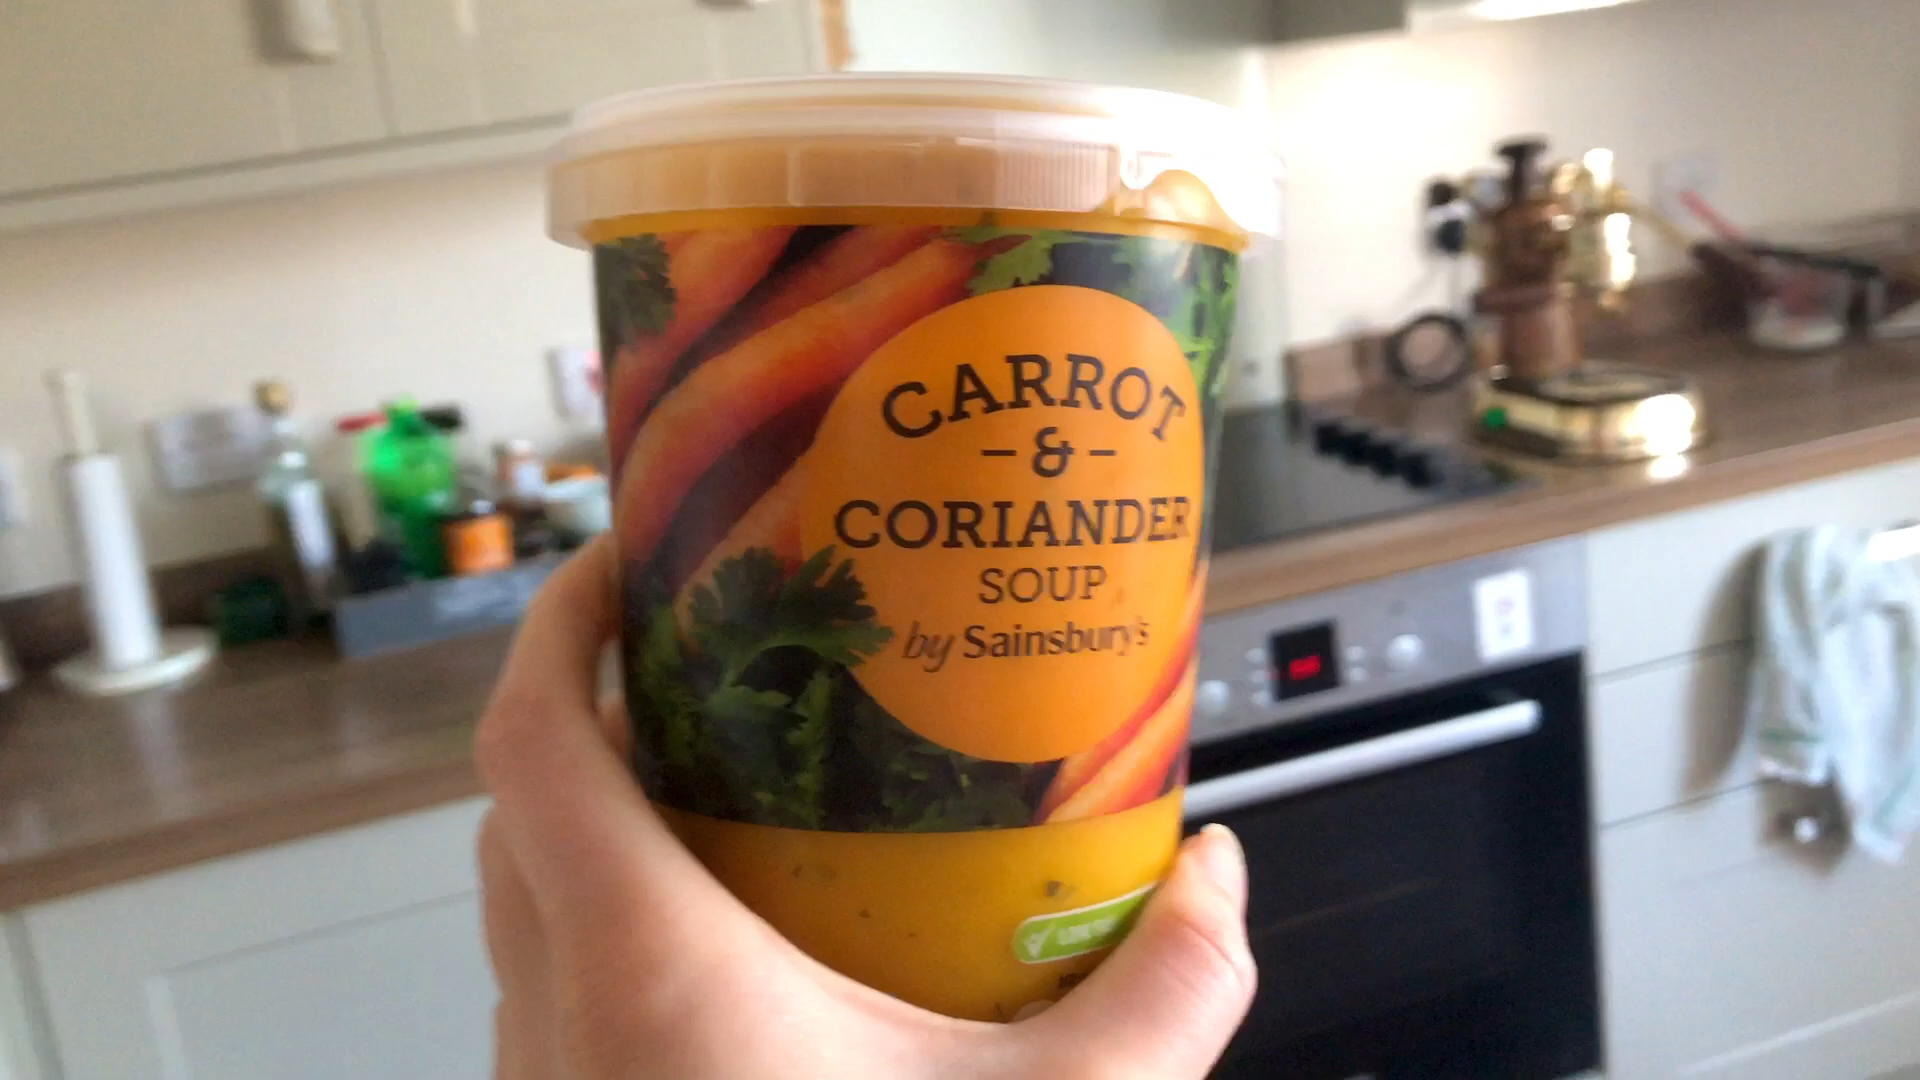 CARROT
- & -
CORIANDER
SOUP
by Sainsbury's